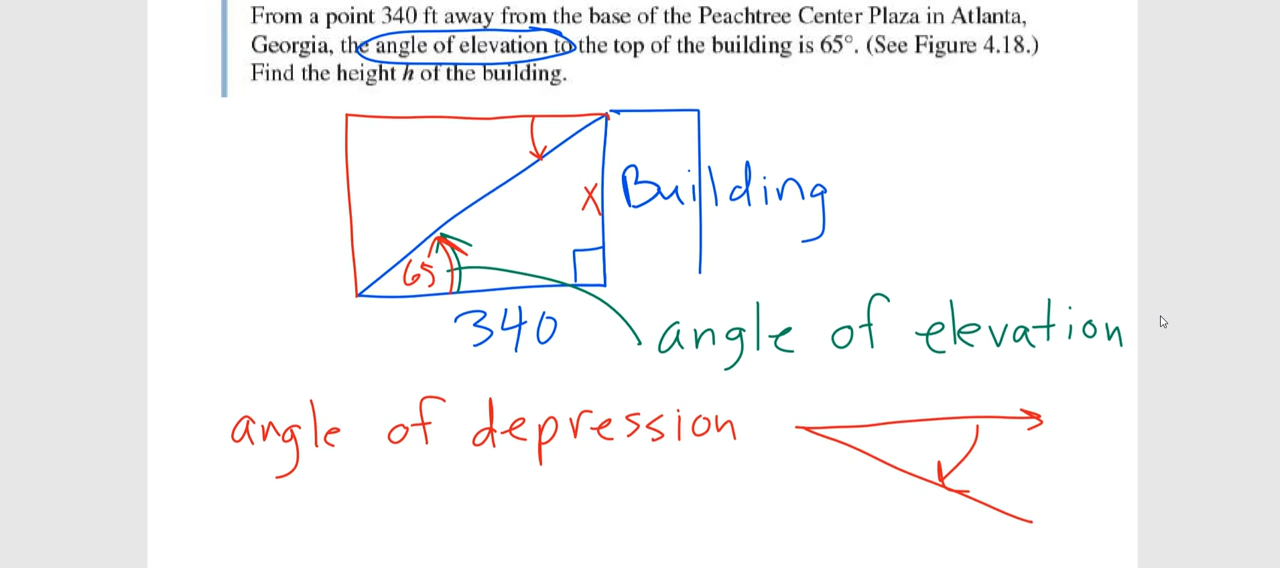 From a point 340 ft away from the base of the Peachtree Center Plaza in Atlanta,
Georgia, the angle of elevation to the top of the building is 65°. (See Figure 4.18.)
Find the height h of the building.
X Building
65
340
angle of elevation
angle of depression